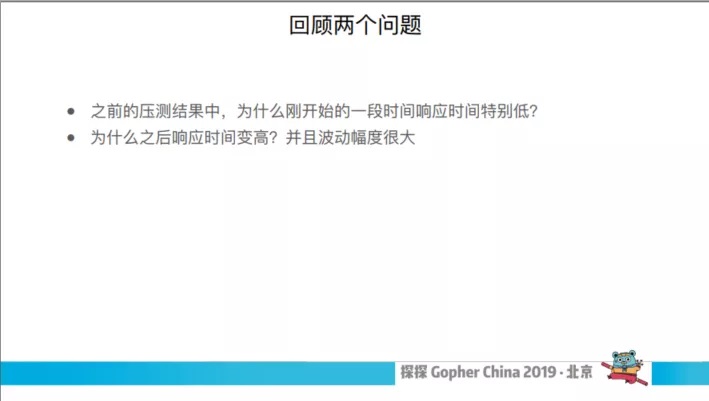 回顾两个问题
之前的压测结果中，为什么刚开始的一段时间响应时间特别低？
为什么之后响应时间变高？并且波动幅度很大
探探 Gopher China 2019 · 北京